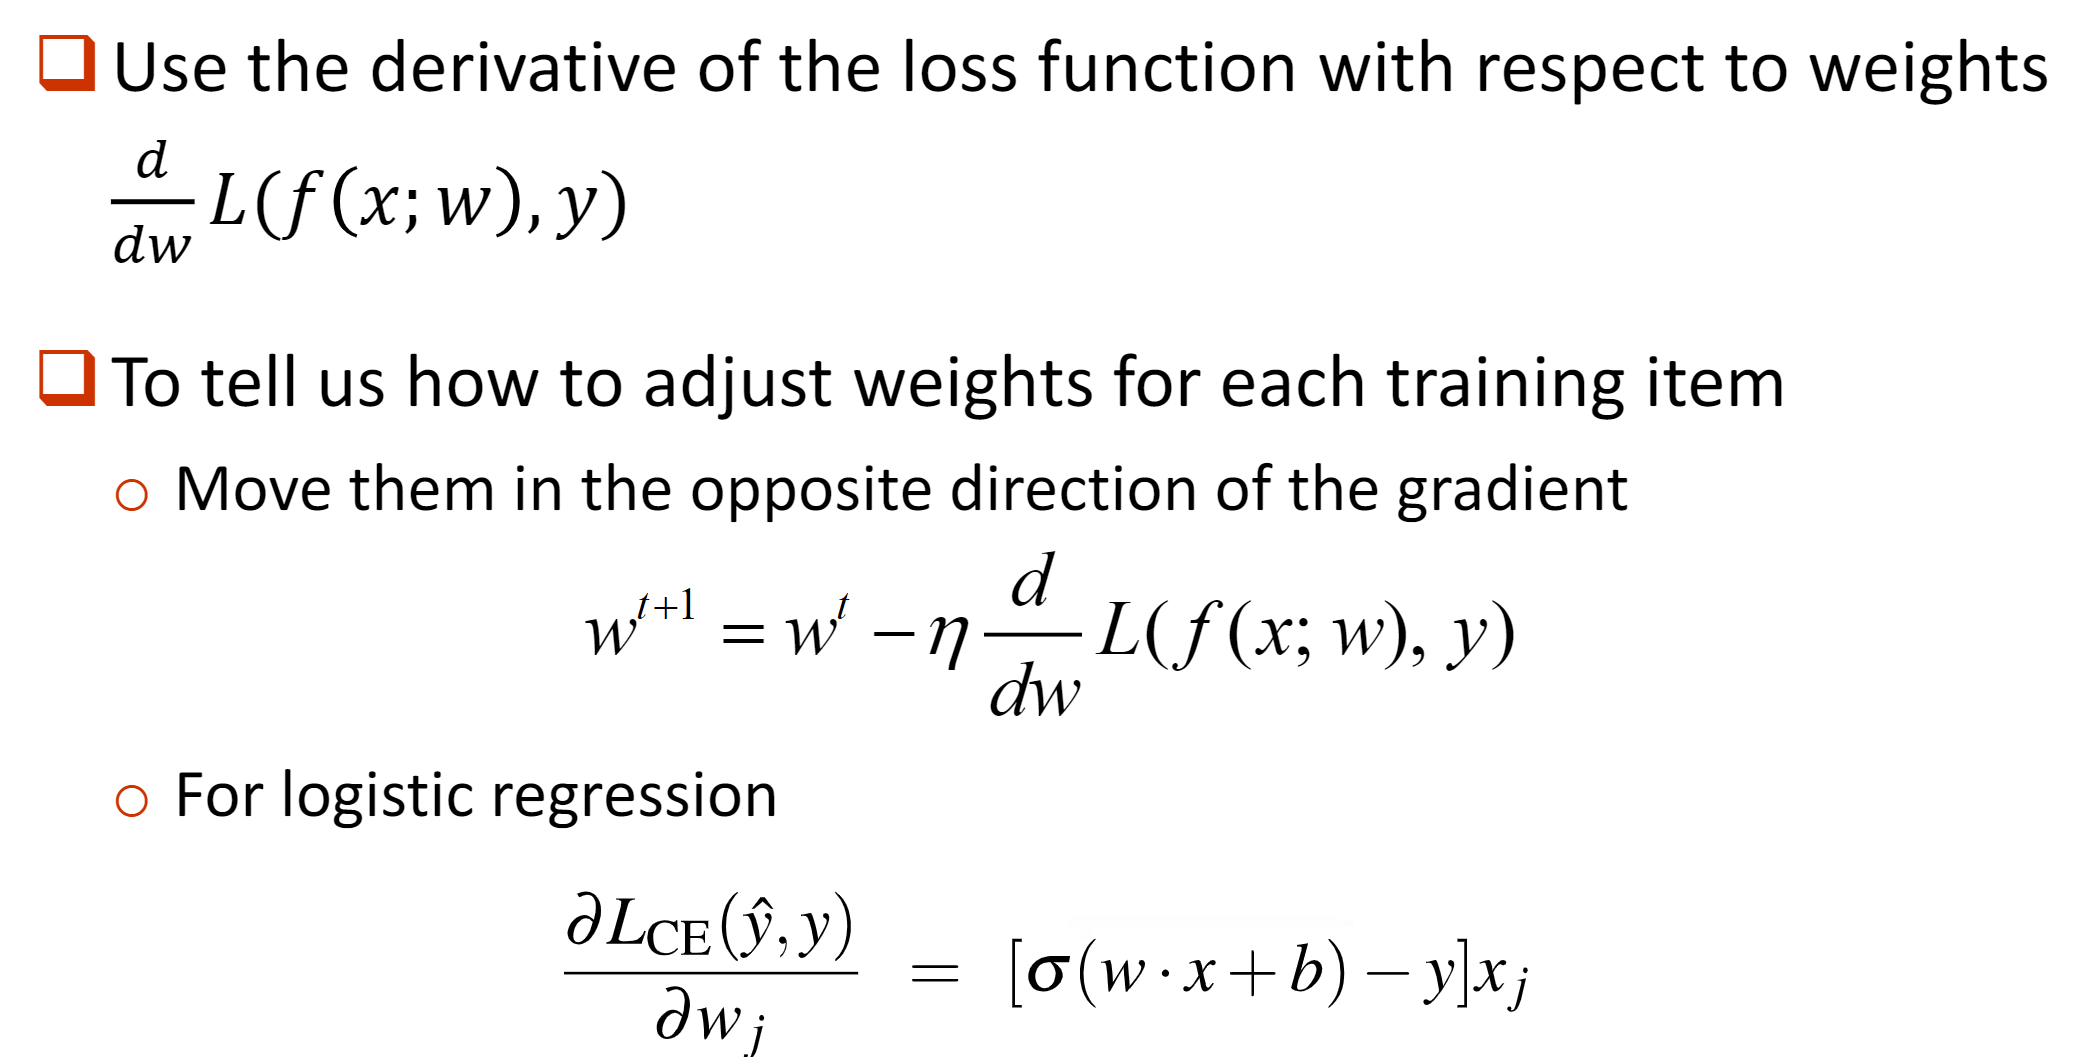 ❑ Use the derivative of the loss function with respect to weights
\frac{d}{dw} L(f(x; w), y)
❑ To tell us how to adjust weights for each training item
○ Move them in the opposite direction of the gradient
w^{t+1} = w^t - \eta \frac{d}{dw} L(f(x; w), y)
○ For logistic regression
\frac{\partial L_{CE}(\hat{y}, y)}{\partial w_j} = [\sigma(w \cdot x + b) - y]x_j